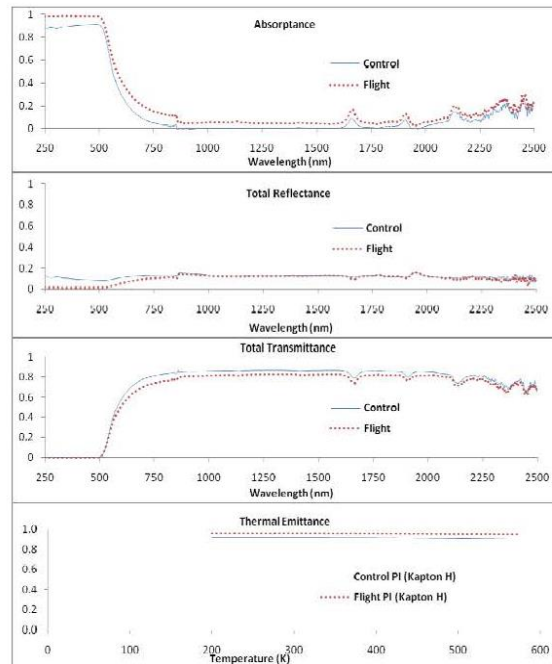 Absorptance
1
0.8
0.6
0.4
0.2
0
Control
Flight
250 500 750 1000 1250 1500 1750 2000 2250 2500
Wavelength (nm)
Total Reflectance
1
0.8
0.6
0.4
0.2
0
Control
Flight
250 500 750 1000 1250 1500 1750 2000 2250 2500
Wavelength (nm)
Total Transmittance
1
0.8
0.6
0.4
0.2
0
Control
Flight
250 500 750 1000 1250 1500 1750 2000 2250 2500
Wavelength (nm)
Thermal Emittance
1.0
0.8
0.6
0.4
0.2
0.0
Control PI (Kapton H)
Flight PI (Kapton H)
0 100 200 300 400 500 600
Temperature (K)